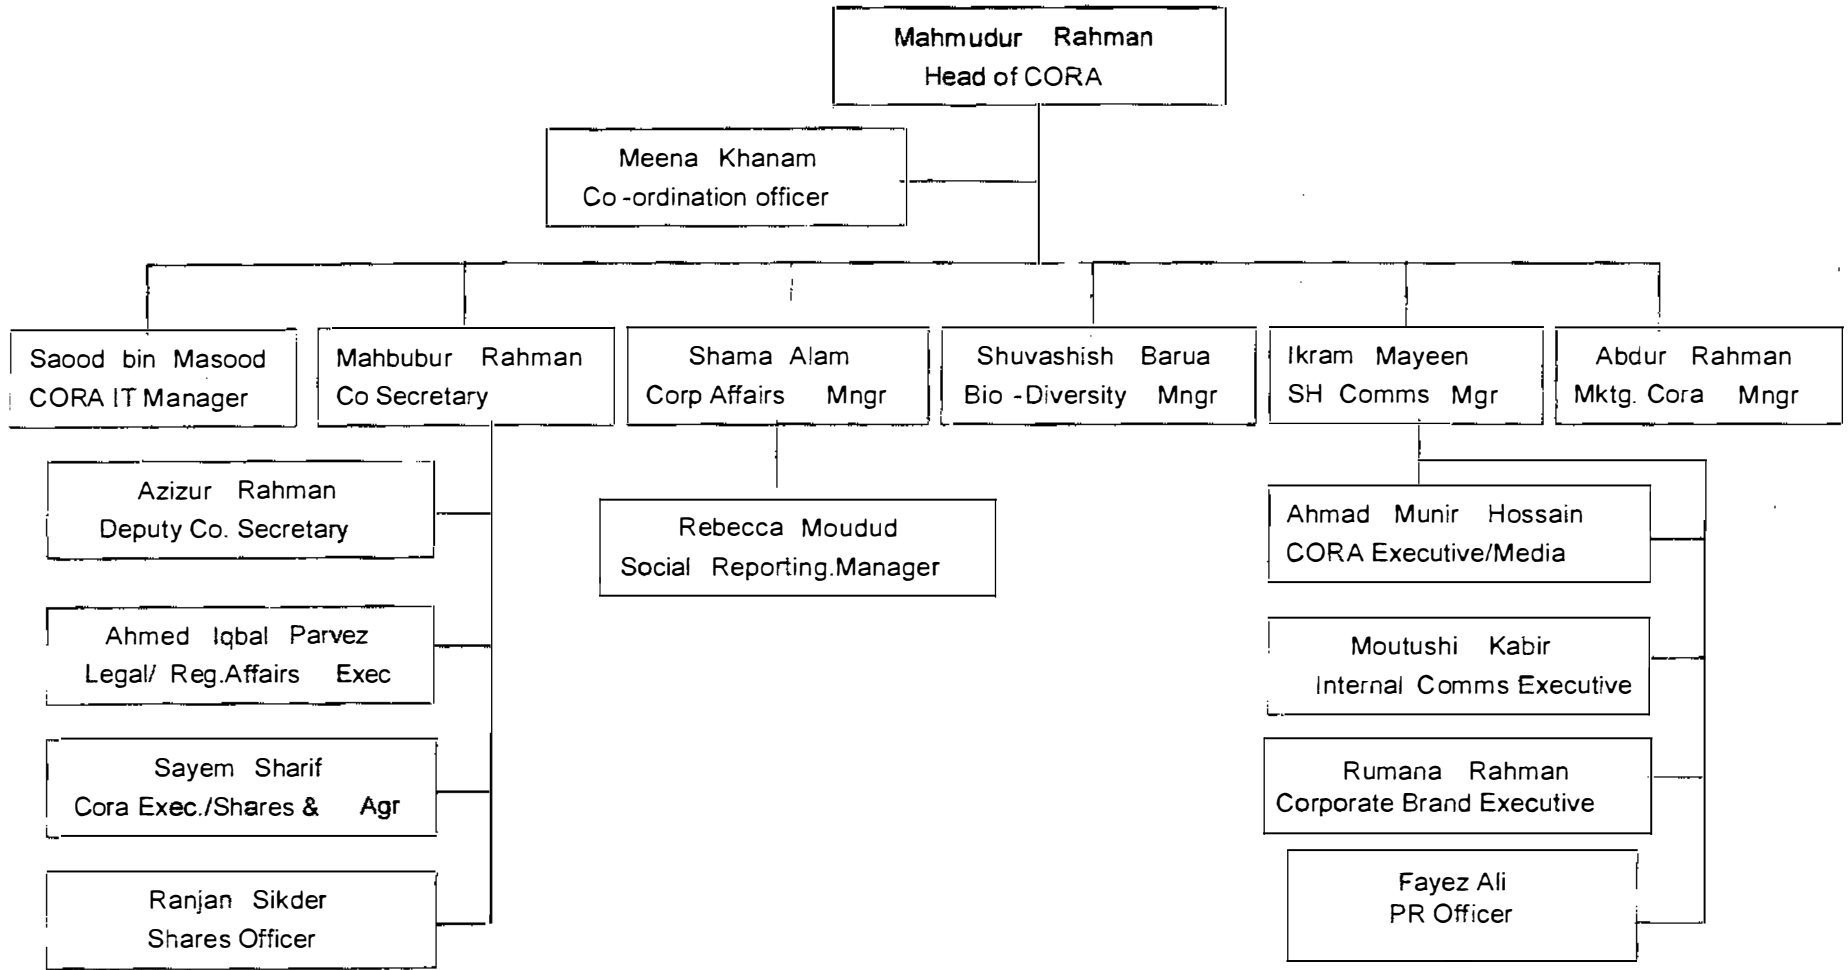 Mahmudur Rahman
Head of CORA
Meena Khanam
Co -ordination officer
Saood bin Masood
CORA IT Manager
Mahbubur Rahman
Co Secretary
Shama Alam
Corp Affairs Mngr
Shuvashish Barua
Bio -Diversity Mngr
Ikram Mayeen
SH Comms Mgr
Abdur Rahman
Mktg. Cora Mngr
Azizur Rahman
Deputy Co. Secretary
Ahmed Iqbal Parvez
Legal/ Reg.Affairs Exec
Sayem Sharif
Cora Exec./Shares & Agr
Ranjan Sikder
Shares Officer
Rebecca Moudud
Social Reporting.Manager
Ahmad Munir Hossain
CORA Executive/Media
Moutushi Kabir
Internal Comms Executive
Rumana Rahman
Corporate Brand Executive
Fayez Ali
PR Officer